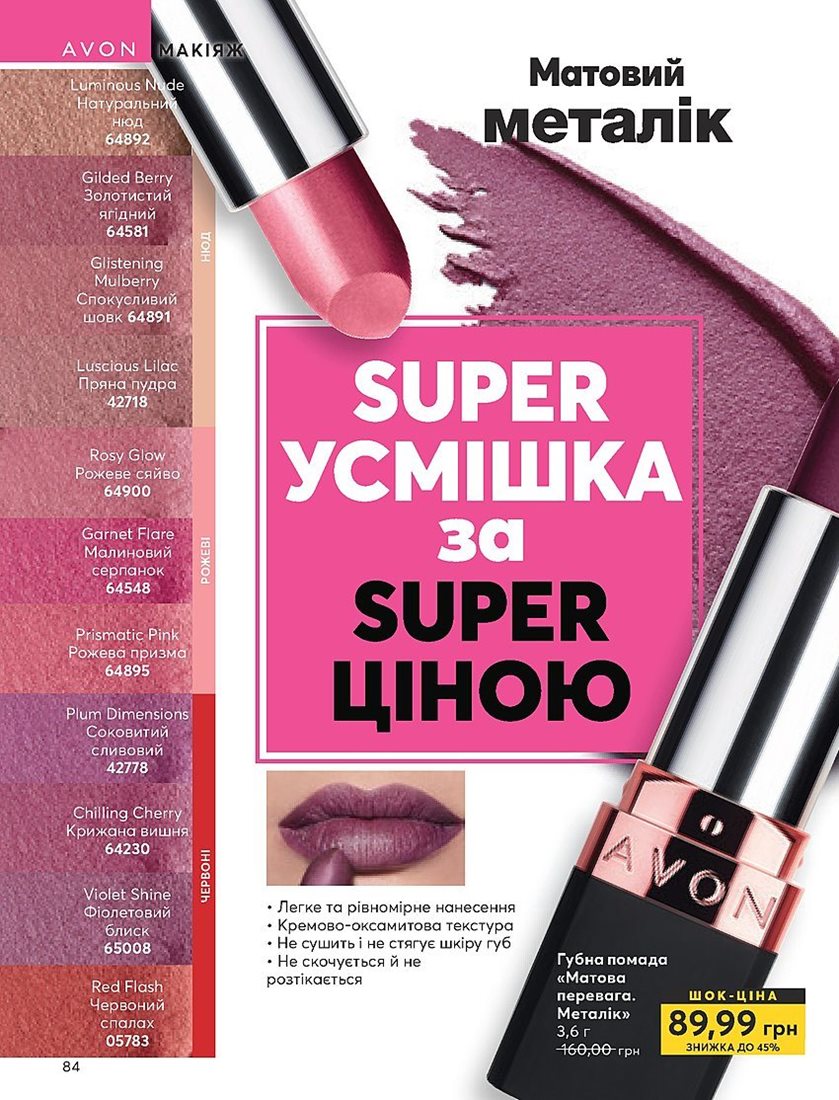 AVON МАКІЯЖ
Матовий
металік
Luminous Nude
Натуральний
нюд
64892
Gilded Berry
Золотистий
ягідний
64581
Glistening
Mulberry
Спокусливий
шовк 64891
Luscious Lilac
Пряна пудра
42718
НЮД
Rosy Glow
Рожеве сяйво
64900
Garnet Flare
Малиновий
серпанок
64548
Prismatic Pink
Рожева призма
64895
РОЖЕВІ
Plum Dimensions
Соковитий
сливовий
42778
Chilling Cherry
Крижана вишня
64230
Violet Shine
Фіолетовий
блиск
65008
Red Flash
Червоний
спалах
05783
ЧЕРВОНІ
SUPER
УСМІШКА
за
SUPER
ЦІНОЮ
• Легке та рівномірне нанесення
• Кремово-оксамитова текстура
• Не сушить і не стягує шкіру губ
• Не скочується й не
розтікається
AVON
Губна помада
«Матова
перевага.
Металік»
3,6 г
160,00 грн
ШОК-ЦІНА
89,99 грн
ЗНИЖКА ДО 45%
84